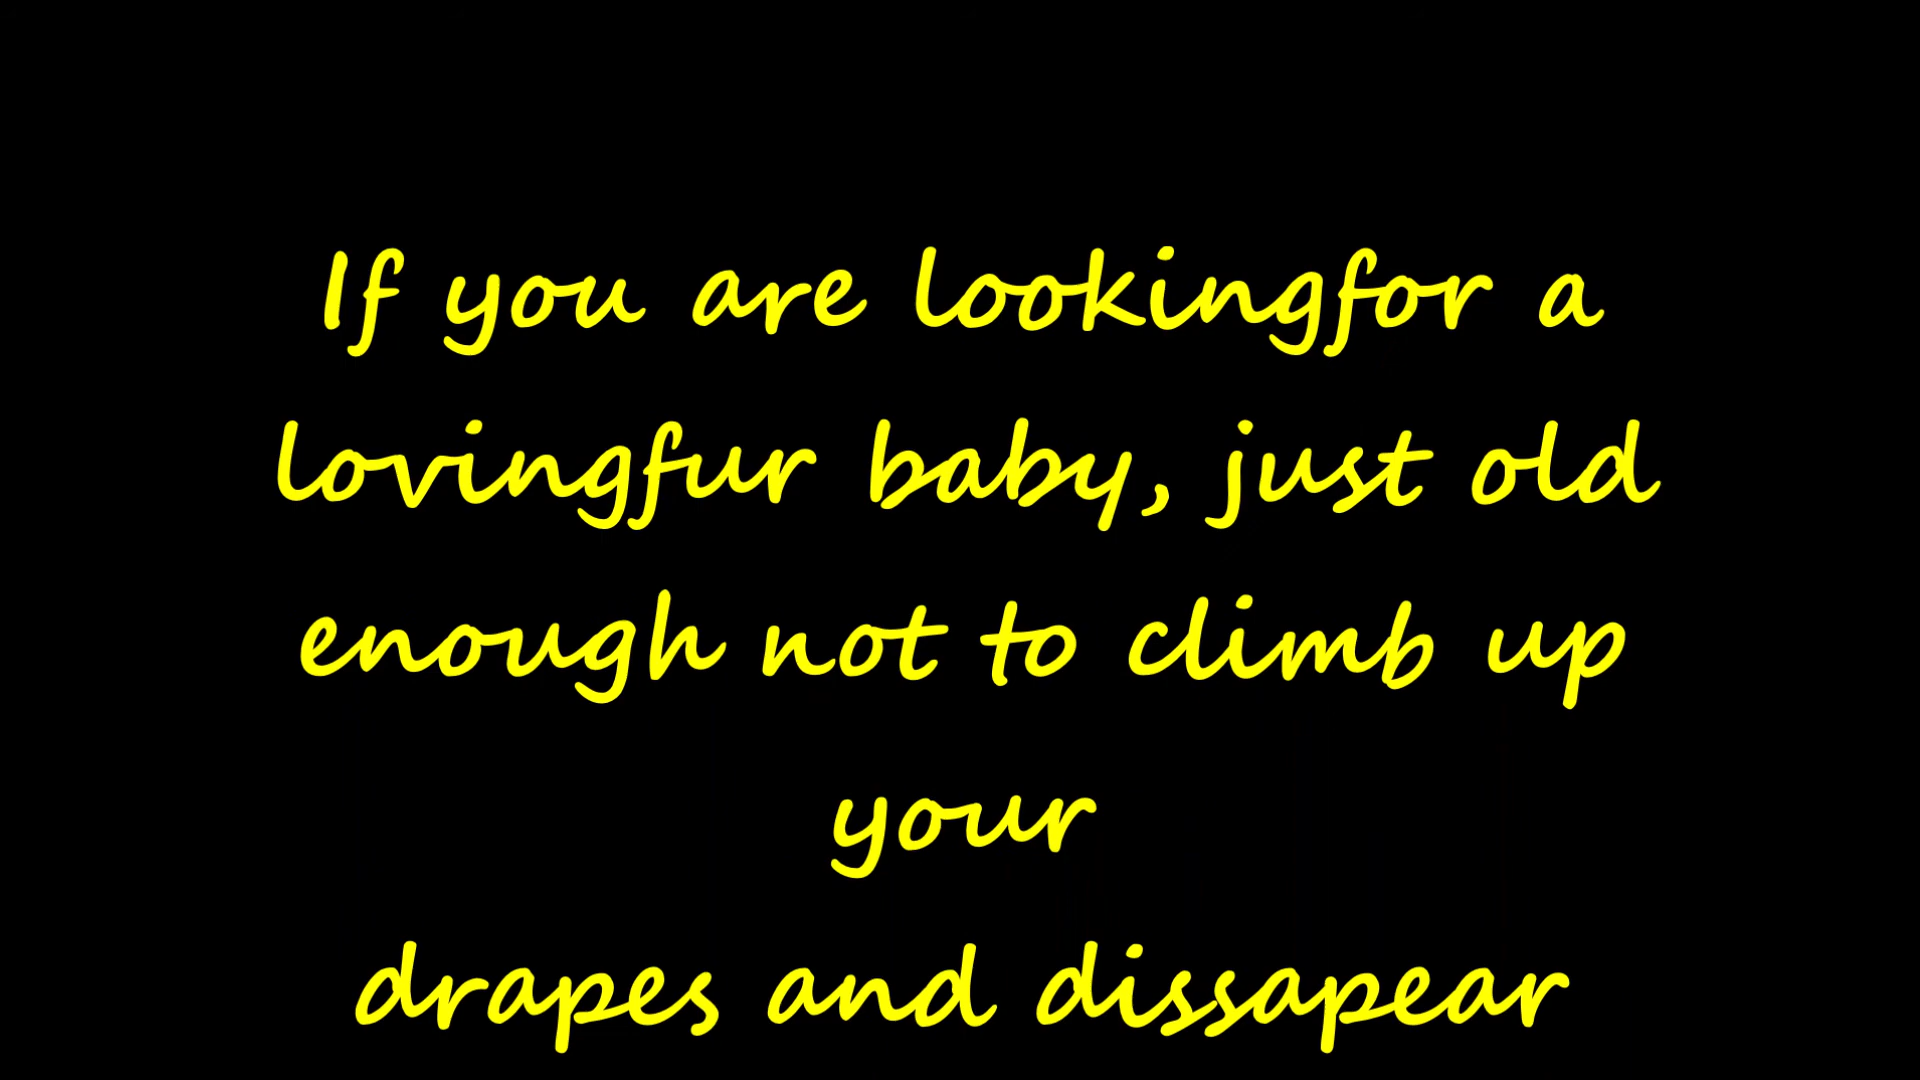 If you are lookingfor a
lovingfur baby, just old
enough not to climb up
your
drapes and dissapear